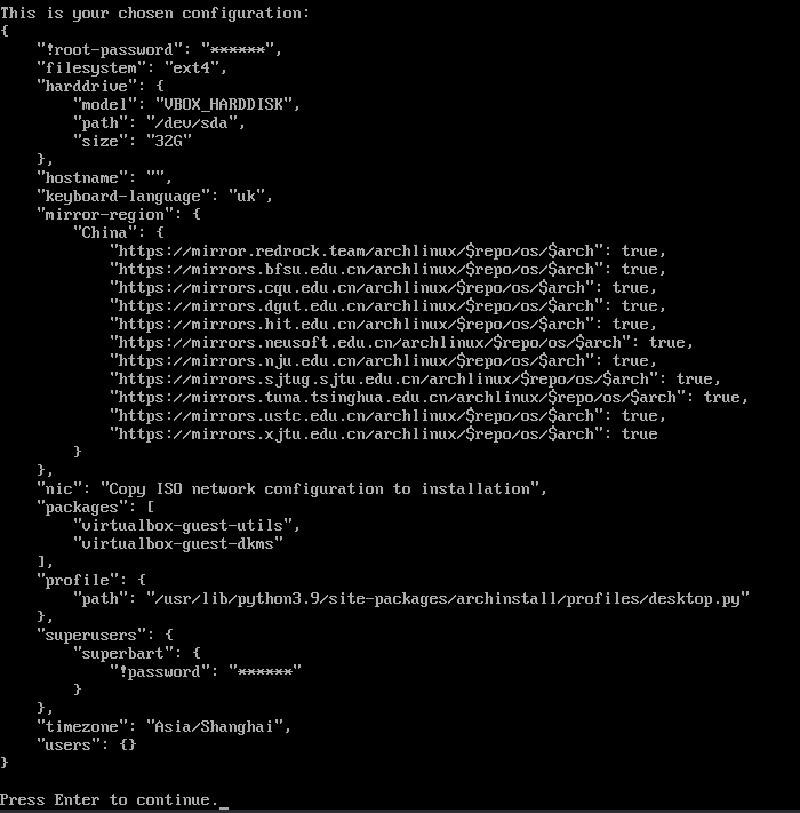 This is your chosen configuration:
{
    "!root-password": "******",
    "filesystem": "ext4",
    "harddrive": {
        "model": "VBOX_HARDDISK",
        "path": "/dev/sda",
        "size": "32G"
    },
    "hostname": "",
    "keyboard-language": "uk",
    "mirror-region": {
        "China": {
            "https://mirror.redrock.team/archlinux/$repo/os/$arch": true,
            "https://mirrors.bfsu.edu.cn/archlinux/$repo/os/$arch": true,
            "https://mirrors.cqu.edu.cn/archlinux/$repo/os/$arch": true,
            "https://mirrors.dgut.edu.cn/archlinux/$repo/os/$arch": true,
            "https://mirrors.hit.edu.cn/archlinux/$repo/os/$arch": true,
            "https://mirrors.neusoft.edu.cn/archlinux/$repo/os/$arch": true,
            "https://mirrors.nju.edu.cn/archlinux/$repo/os/$arch": true,
            "https://mirrors.sjtug.sjtu.edu.cn/archlinux/$repo/os/$arch": true,
            "https://mirrors.tuna.tsinghua.edu.cn/archlinux/$repo/os/$arch": true,
            "https://mirrors.ustc.edu.cn/archlinux/$repo/os/$arch": true,
            "https://mirrors.xjtu.edu.cn/archlinux/$repo/os/$arch": true
        }
    },
    "nic": "Copy ISO network configuration to installation",
    "packages": [
        "virtualbox-guest-utils",
        "virtualbox-guest-dkms"
    ],
    "profile": {
        "path": "/usr/lib/python3.9/site-packages/archinstall/profiles/desktop.py"
    },
    "superusers": {
        "superbart": {
            "!password": "******"
        }
    },
    "timezone": "Asia/Shanghai",
    "users": {}
}
Press Enter to continue._